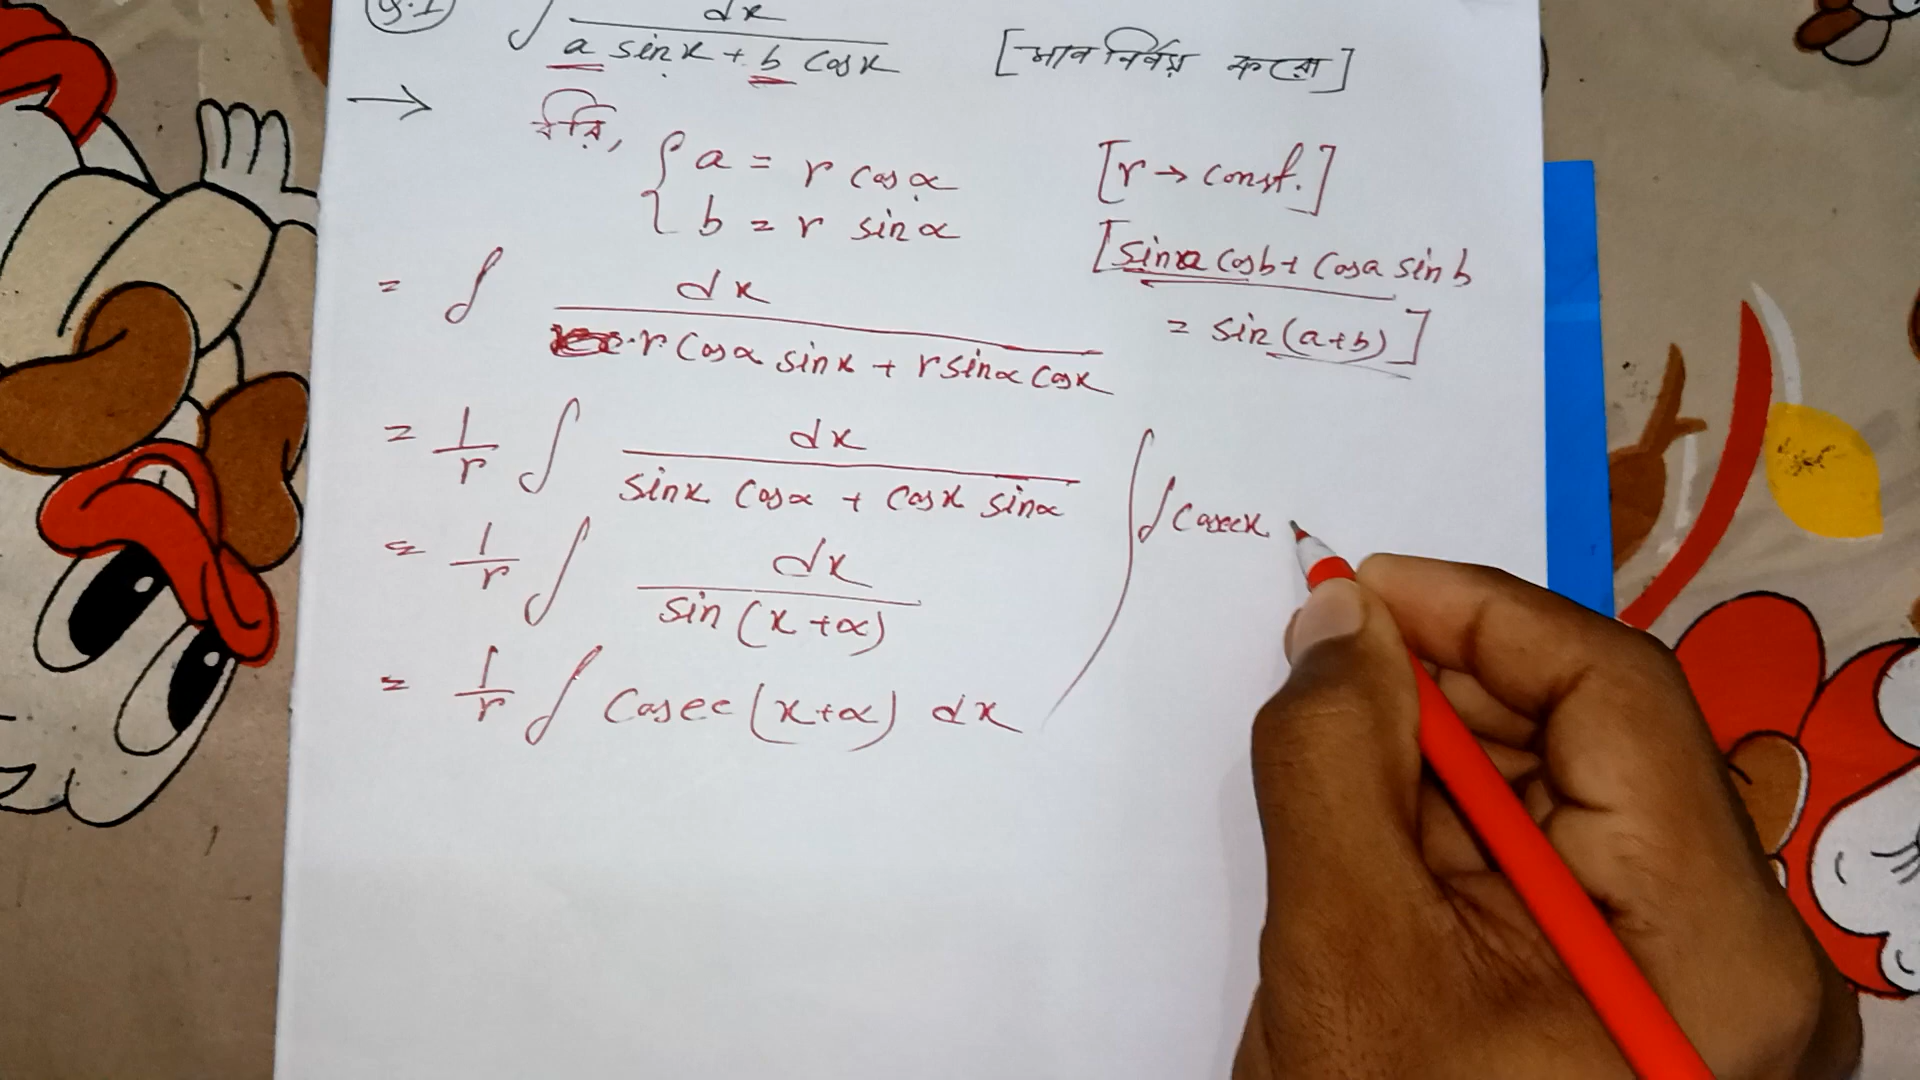 Q.1 ∫ dx / (a sinx + b cosx) [মান নির্ণয় করো]
→ ধরি, { a = r cosα [r → const.]
b = r sinα
[sina cosb + cosa sinb
= ∫ dx / (r cosα sinx + r sinα cosx)
= sin(a+b)]
= 1/r ∫ dx / (sinx cosα + cosx sinα)
∫ cosecx
= 1/r ∫ dx / sin(x+α)
= 1/r ∫ cosec(x+α) dx